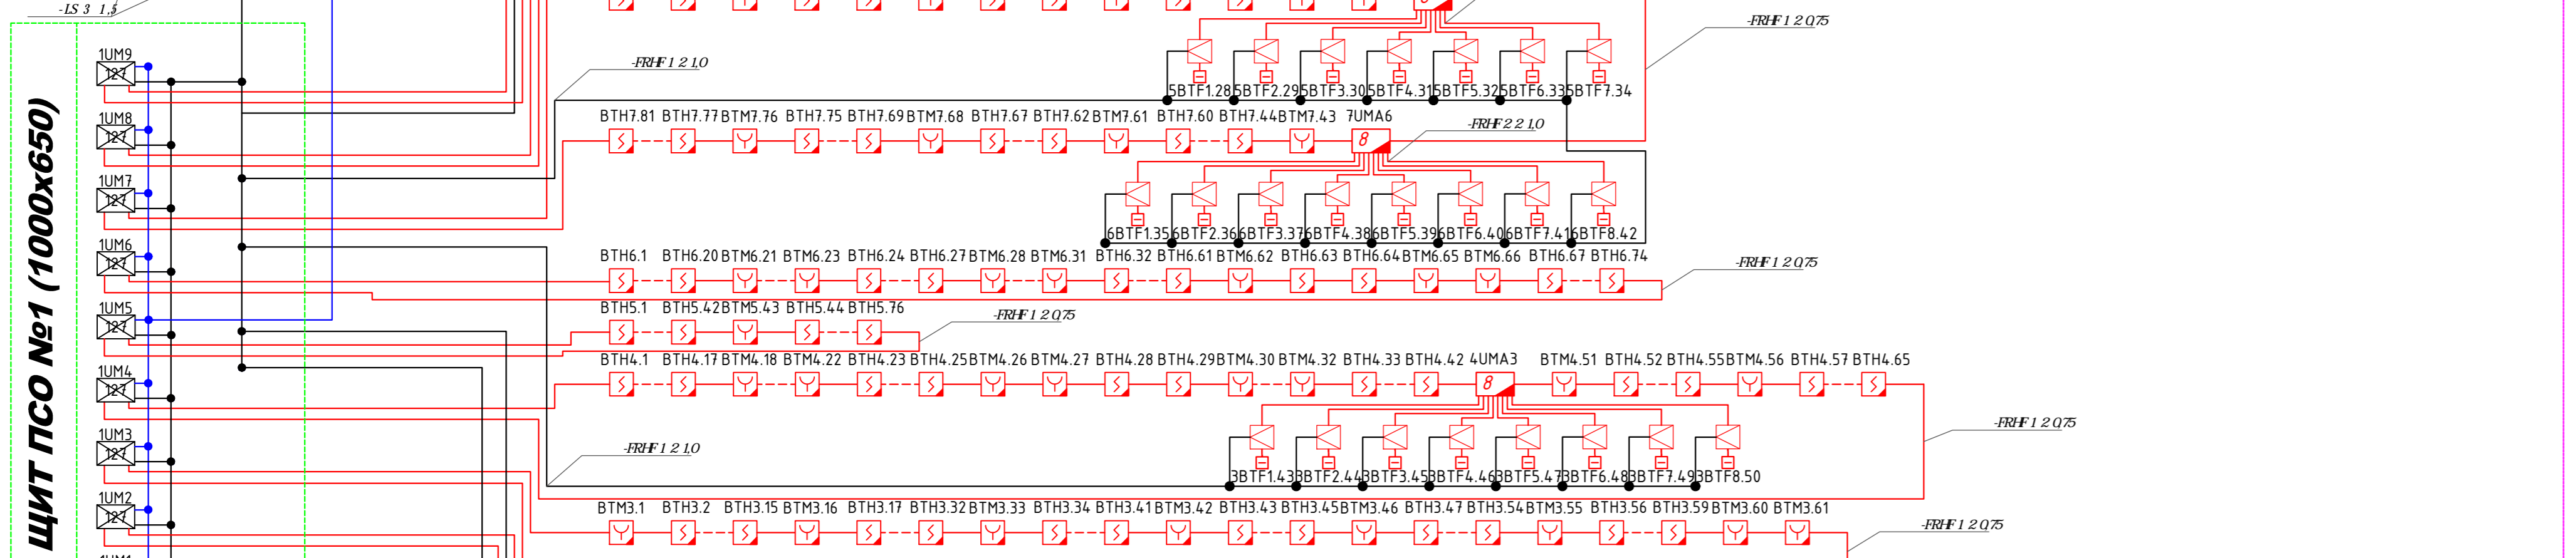 -LS 3 1,5
-FRHF 1 2 0,75
1UM9
127
-FRHF 1 2 1,0
5BTF1.28 5BTF2.29 5BTF3.30 5BTF4.31 5BTF5.32 5BTF6.33 5BTF7.34
1UM8
127
BTH7.81 BTH7.77 BTM7.76 BTH7.75 BTH7.69 BTM7.68 BTH7.67 BTH7.62 BTM7.61 BTH7.60 BTH7.44 BTM7.43 7UMA6
8
-FRHF 2 2 1,0
1UM7
127
6BTF1.35 6BTF2.36 6BTF3.37 6BTF4.38 6BTF5.39 6BTF6.40 6BTF7.41 6BTF8.42
1UM6
127
BTH6.1 BTH6.20 BTM6.21 BTM6.23 BTH6.24 BTH6.27 BTM6.28 BTM6.31 BTH6.32 BTH6.61 BTM6.62 BTH6.63 BTH6.64 BTM6.65 BTM6.66 BTH6.67 BTH6.74
-FRHF 1 2 0,75
1UM5
127
BTH5.1 BTH5.42 BTM5.43 BTH5.44 BTH5.76
-FRHF 1 2 0,75
1UM4
127
BTH4.1 BTH4.17 BTM4.18 BTM4.22 BTH4.23 BTH4.25 BTM4.26 BTM4.27 BTH4.28 BTH4.29 BTM4.30 BTM4.32 BTH4.33 BTH4.42 4UMA3 BTM4.51 BTH4.52 BTH4.55 BTM4.56 BTH4.57 BTH4.65
8
-FRHF 1 2 0,75
1UM3
127
-FRHF 1 2 1,0
3BTF1.43 3BTF2.44 3BTF3.45 3BTF4.46 3BTF5.47 3BTF6.48 3BTF7.49 3BTF8.50
1UM2
127
BTM3.1 BTH3.2 BTH3.15 BTM3.16 BTH3.17 BTH3.32 BTM3.33 BTH3.34 BTH3.41 BTM3.42 BTH3.43 BTH3.45 BTM3.46 BTH3.47 BTH3.54 BTM3.55 BTH3.56 BTH3.59 BTM3.60 BTM3.61
-FRHF 1 2 0,75
1UM1
ЩИТ ПСО №1 (1000x650)